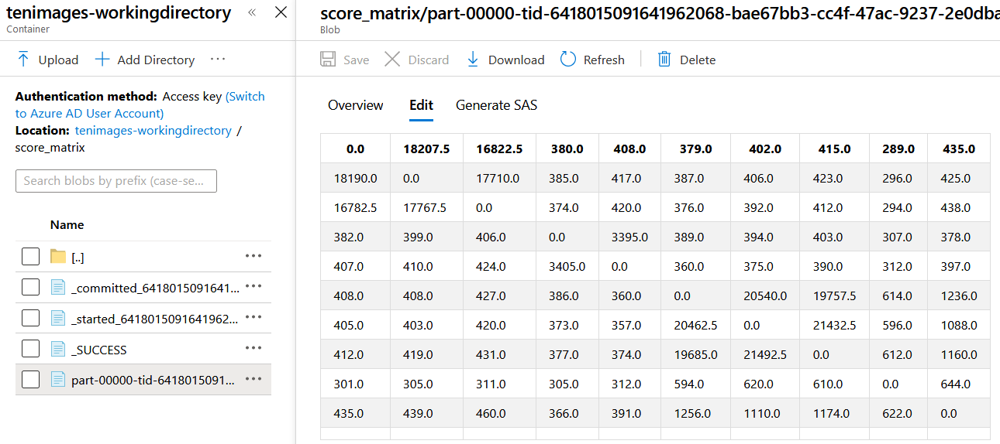 tenimages-workingdirectory
Container
Upload
Add Directory
Authentication method: Access key (Switch
to Azure AD User Account)
Location: tenimages-workingdirectory /
score_matrix
Search blobs by prefix (case-se...
Name
[..]
_committed_6418015091641...
_started_6418015091641962...
_SUCCESS
part-00000-tid-6418015091...
score_matrix/part-00000-tid-6418015091641962068-bae67bb3-cc4f-47ac-9237-2e0dba
Blob
Save Discard Download Refresh Delete
Overview Edit Generate SAS
0.0 18207.5 16822.5 380.0 408.0 379.0 402.0 415.0 289.0 435.0
18190.0 0.0 17710.0 385.0 417.0 387.0 406.0 423.0 296.0 425.0
16782.5 17767.5 0.0 374.0 420.0 376.0 392.0 412.0 294.0 438.0
382.0 399.0 406.0 0.0 3395.0 389.0 394.0 403.0 307.0 378.0
407.0 410.0 424.0 3405.0 0.0 360.0 375.0 390.0 312.0 397.0
408.0 408.0 427.0 386.0 360.0 0.0 20540.0 19757.5 614.0 1236.0
405.0 403.0 420.0 373.0 357.0 20462.5 0.0 21432.5 596.0 1088.0
412.0 419.0 431.0 377.0 374.0 19685.0 21492.5 0.0 612.0 1160.0
301.0 305.0 311.0 305.0 312.0 594.0 620.0 610.0 0.0 644.0
435.0 439.0 460.0 366.0 391.0 1256.0 1110.0 1174.0 622.0 0.0